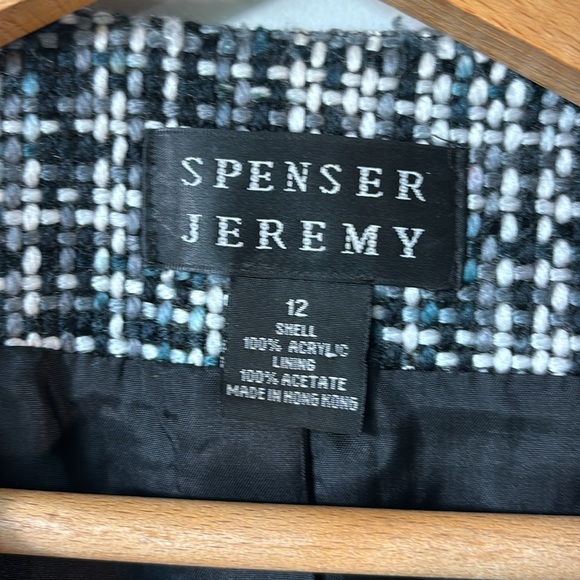 SPENSER
JEREMY
12
SHELL
100% ACRYLIC
LINING
100% ACETATE
MADE IN HONG KONG